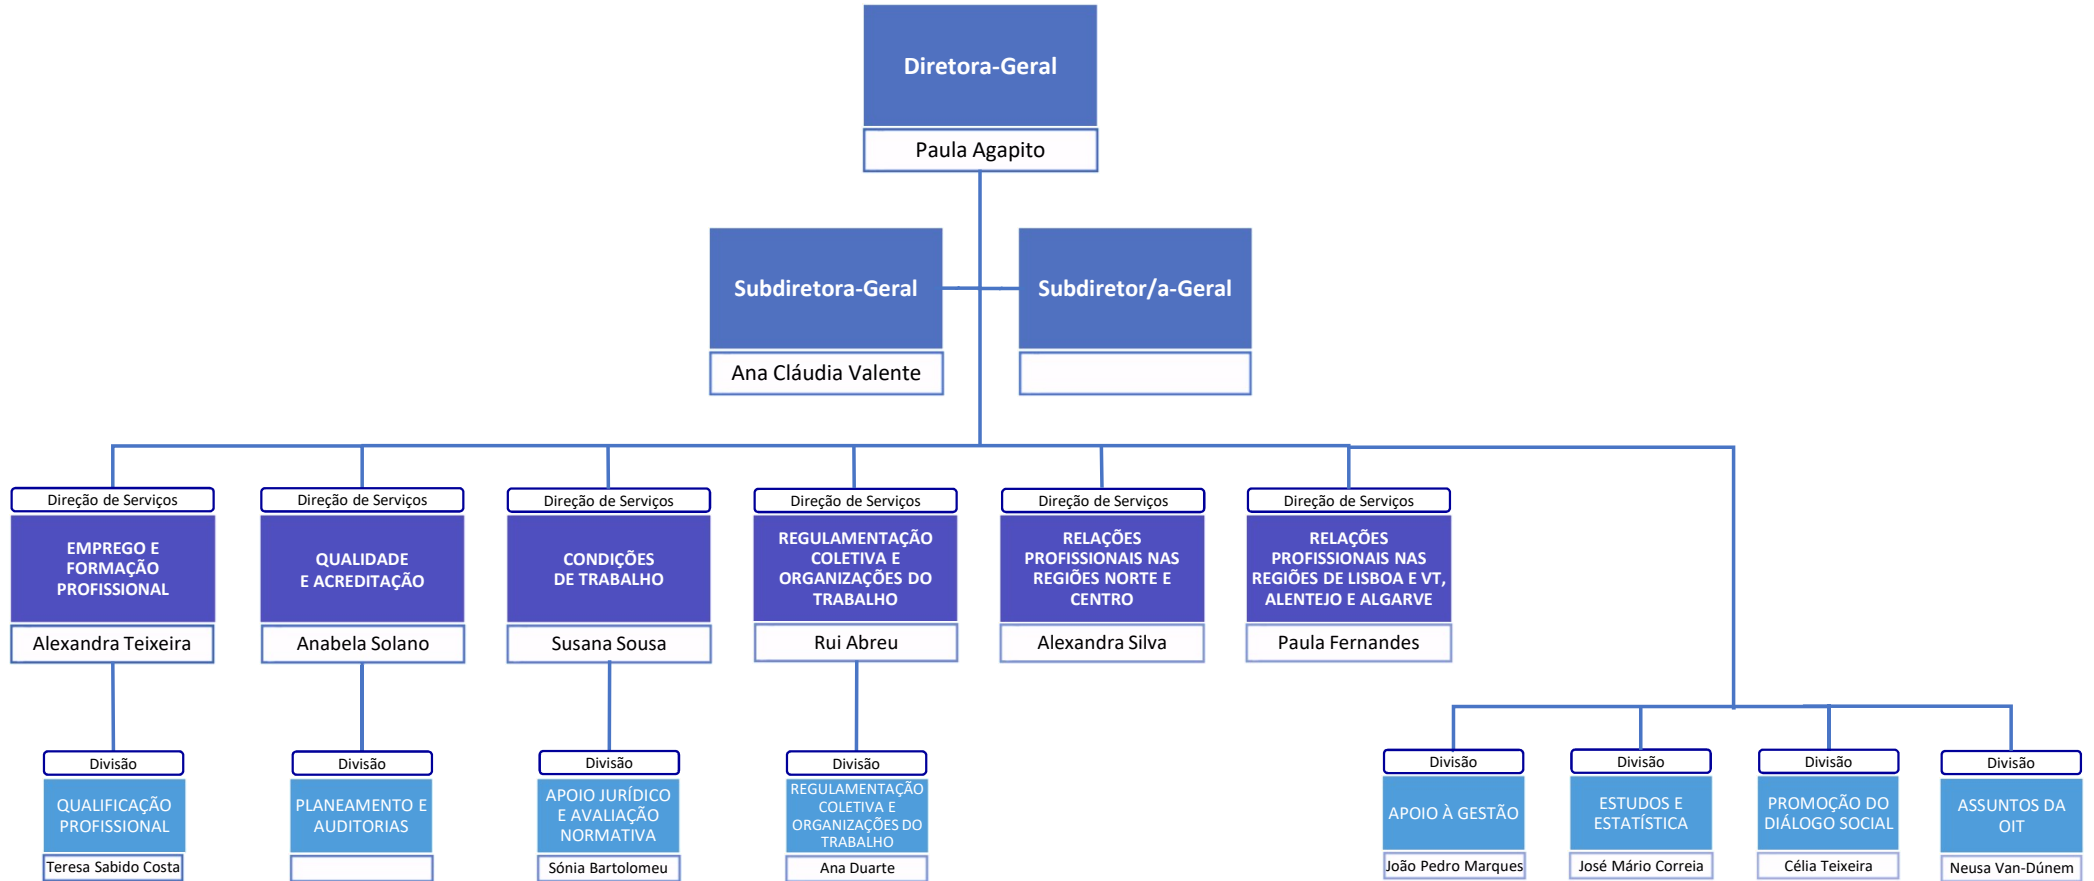 Diretora-Geral
Paula Agapito
Subdiretora-Geral
Ana Cláudia Valente
Subdiretor/a-Geral
Direção de Serviços
EMPREGO E
FORMAÇÃO
PROFISSIONAL
Alexandra Teixeira
Direção de Serviços
QUALIDADE
E ACREDITAÇÃO
Anabela Solano
Direção de Serviços
CONDIÇÕES
DE TRABALHO
Susana Sousa
Direção de Serviços
REGULAMENTAÇÃO
COLETIVA E
ORGANIZAÇÕES DO
TRABALHO
Rui Abreu
Direção de Serviços
RELAÇÕES
PROFISSIONAIS NAS
REGIÕES NORTE E
CENTRO
Alexandra Silva
Direção de Serviços
RELAÇÕES
PROFISSIONAIS NAS
REGIÕES DE LISBOA E VT,
ALENTEJO E ALGARVE
Paula Fernandes
Divisão
QUALIFICAÇÃO
PROFISSIONAL
Teresa Sabido Costa
Divisão
PLANEAMENTO E
AUDITORIAS
Divisão
APOIO JURÍDICO
E AVALIAÇÃO
NORMATIVA
Sónia Bartolomeu
Divisão
REGULAMENTAÇÃO
COLETIVA E
ORGANIZAÇÕES DO
TRABALHO
Ana Duarte
Divisão
APOIO À GESTÃO
João Pedro Marques
Divisão
ESTUDOS E
ESTATÍSTICA
José Mário Correia
Divisão
PROMOÇÃO DO
DIÁLOGO SOCIAL
Célia Teixeira
Divisão
ASSUNTOS DA
OIT
Neusa Van-Dúnem